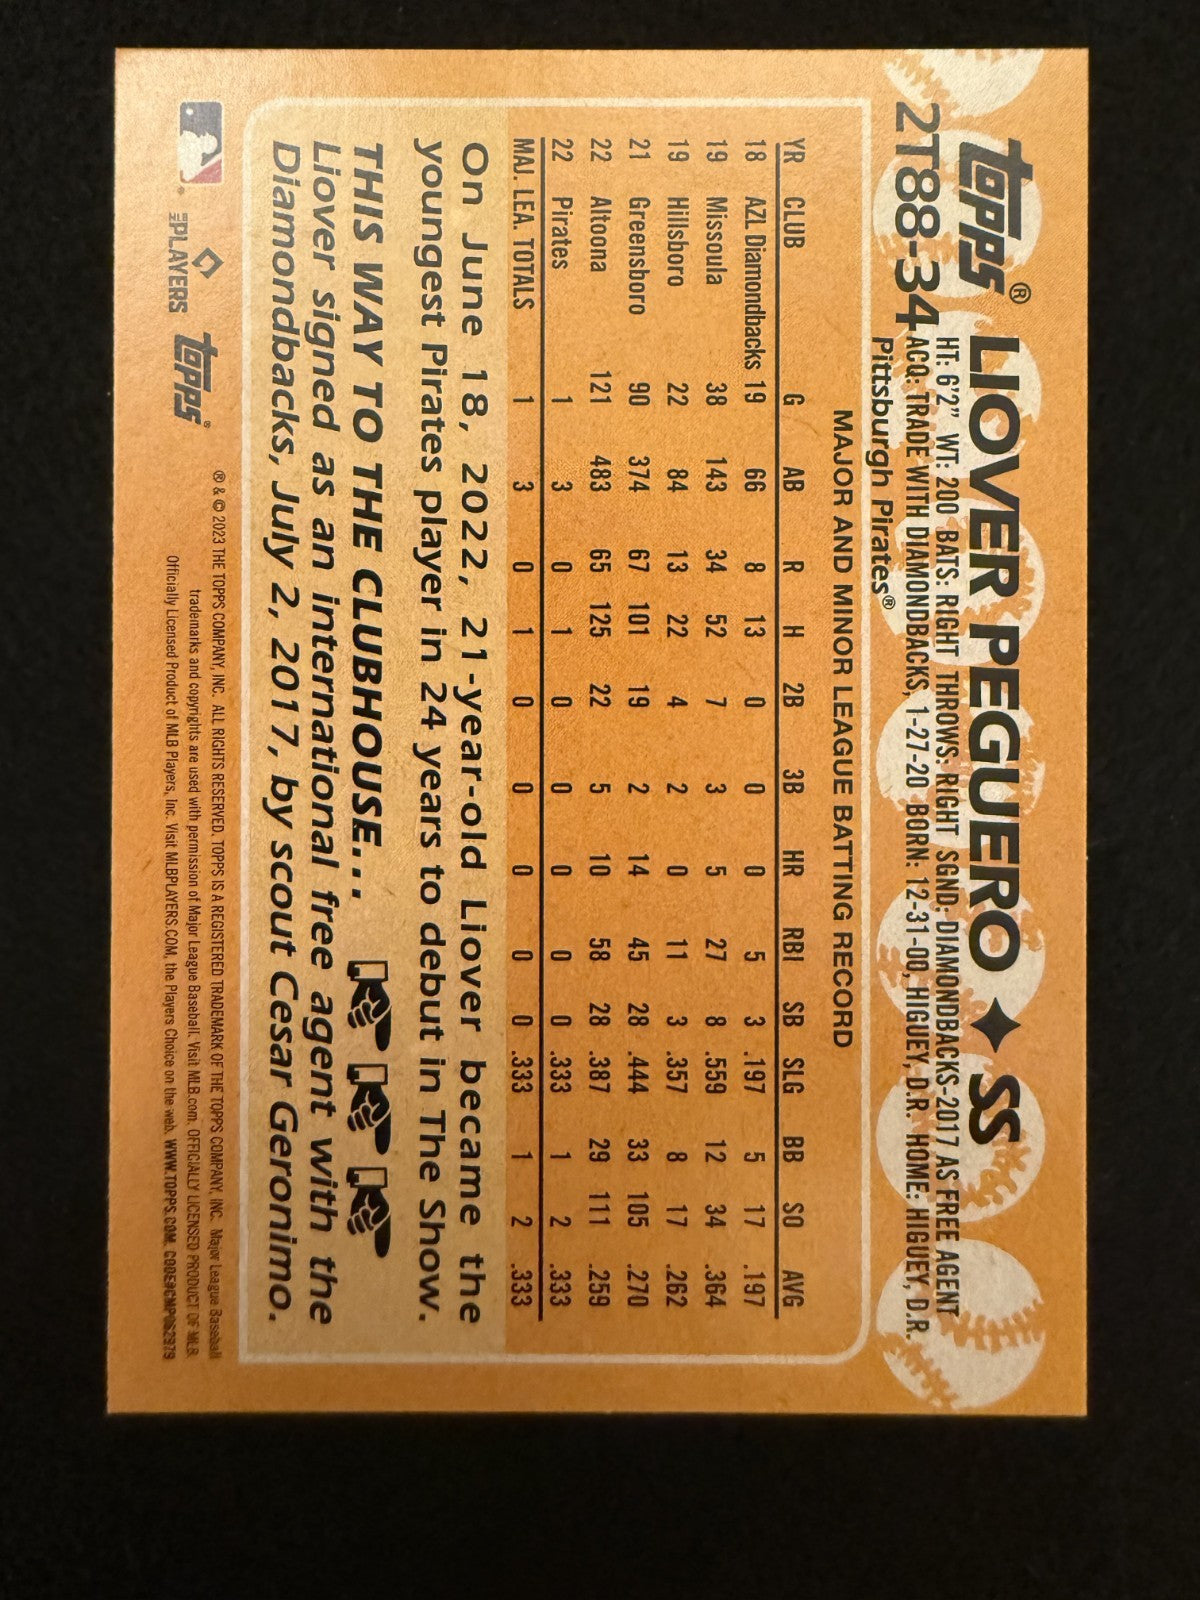 topps® LIOVER PEGUERO ✦ SS
2T88-34
HT: 6'2" WT: 200 BATS: RIGHT THROWS: RIGHT SGND: DIAMONDBACKS-2017 AS FREE AGENT
ACQ: TRADE WITH DIAMONDBACKS, 1-27-20 BORN: 12-31-00, HIGUEY, D.R. HOME: HIGUEY, D.R.
Pittsburgh Pirates®
MAJOR AND MINOR LEAGUE BATTING RECORD
YR CLUB G AB R H 2B 3B HR RBI SB SLG BB SO AVG
18 AZL Diamondbacks 19 66 8 13 0 0 0 5 3 .197 5 17 .197
19 Missoula 38 143 34 52 7 3 5 27 8 .559 12 34 .364
19 Hillsboro 22 84 13 22 4 2 0 11 3 .357 8 17 .262
21 Greensboro 90 374 67 101 19 2 14 45 28 .444 33 105 .270
22 Altoona 121 483 65 125 22 5 10 58 28 .387 29 111 .259
22 Pirates 1 3 0 1 0 0 0 0 0 .333 1 2 .333
MAJ. LEA. TOTALS 1 3 0 1 0 0 0 0 0 .333 1 2 .333
On June 18, 2022, 21-year-old Liover became the
youngest Pirates player in 24 years to debut in The Show.
THIS WAY TO THE CLUBHOUSE...
Liover signed as an international free agent with the
Diamondbacks, July 2, 2017, by scout Cesar Geronimo.
MLB PLAYERS topps®
® & © 2023 THE TOPPS COMPANY, INC. ALL RIGHTS RESERVED. TOPPS IS A REGISTERED TRADEMARK OF THE TOPPS COMPANY, INC. Major League Baseball
trademarks and copyrights are used with permission of Major League Baseball. Visit MLB.com. OFFICIALLY LICENSED PRODUCT OF MLB
Officially Licensed Product of MLB Players, Inc. Visit MLBPLAYERS.COM, the Players Choice on the web. WWW.TOPPS.COM. CODE#CMP062979